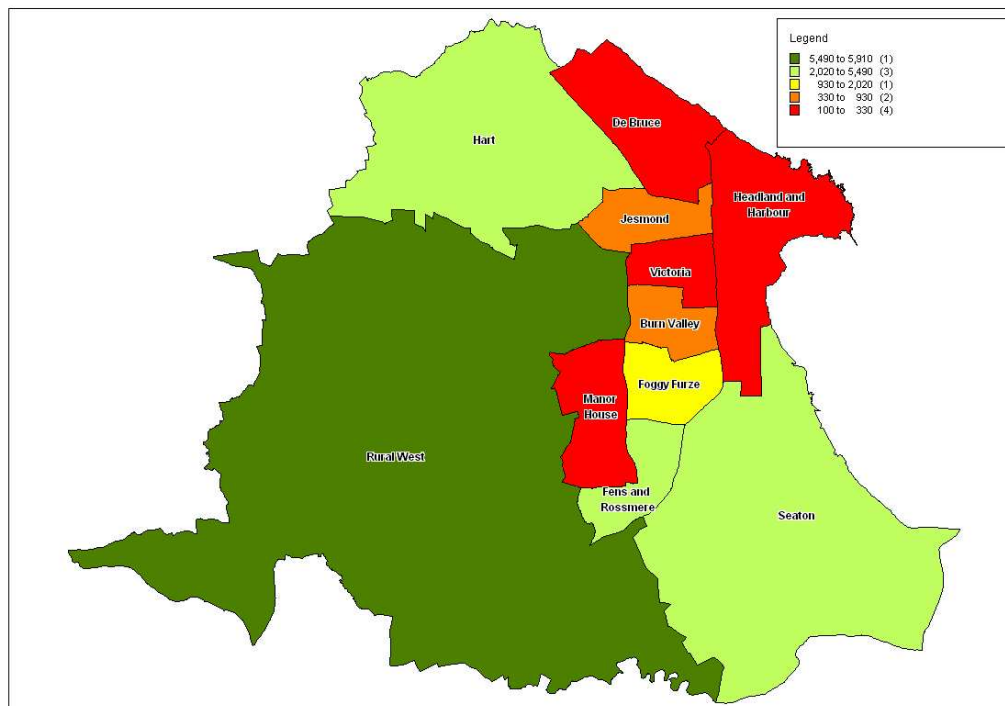 Legend
5,490 to 5,910 (1)
2,020 to 5,490 (3)
930 to 2,020 (1)
330 to 930 (2)
100 to 330 (4)
De Bruce
Hart
Headland and
Harbour
Jesmond
Victoria
Burn Valley
Foggy Furze
Manor
House
Rural West
Fens and
Rossmere
Seaton